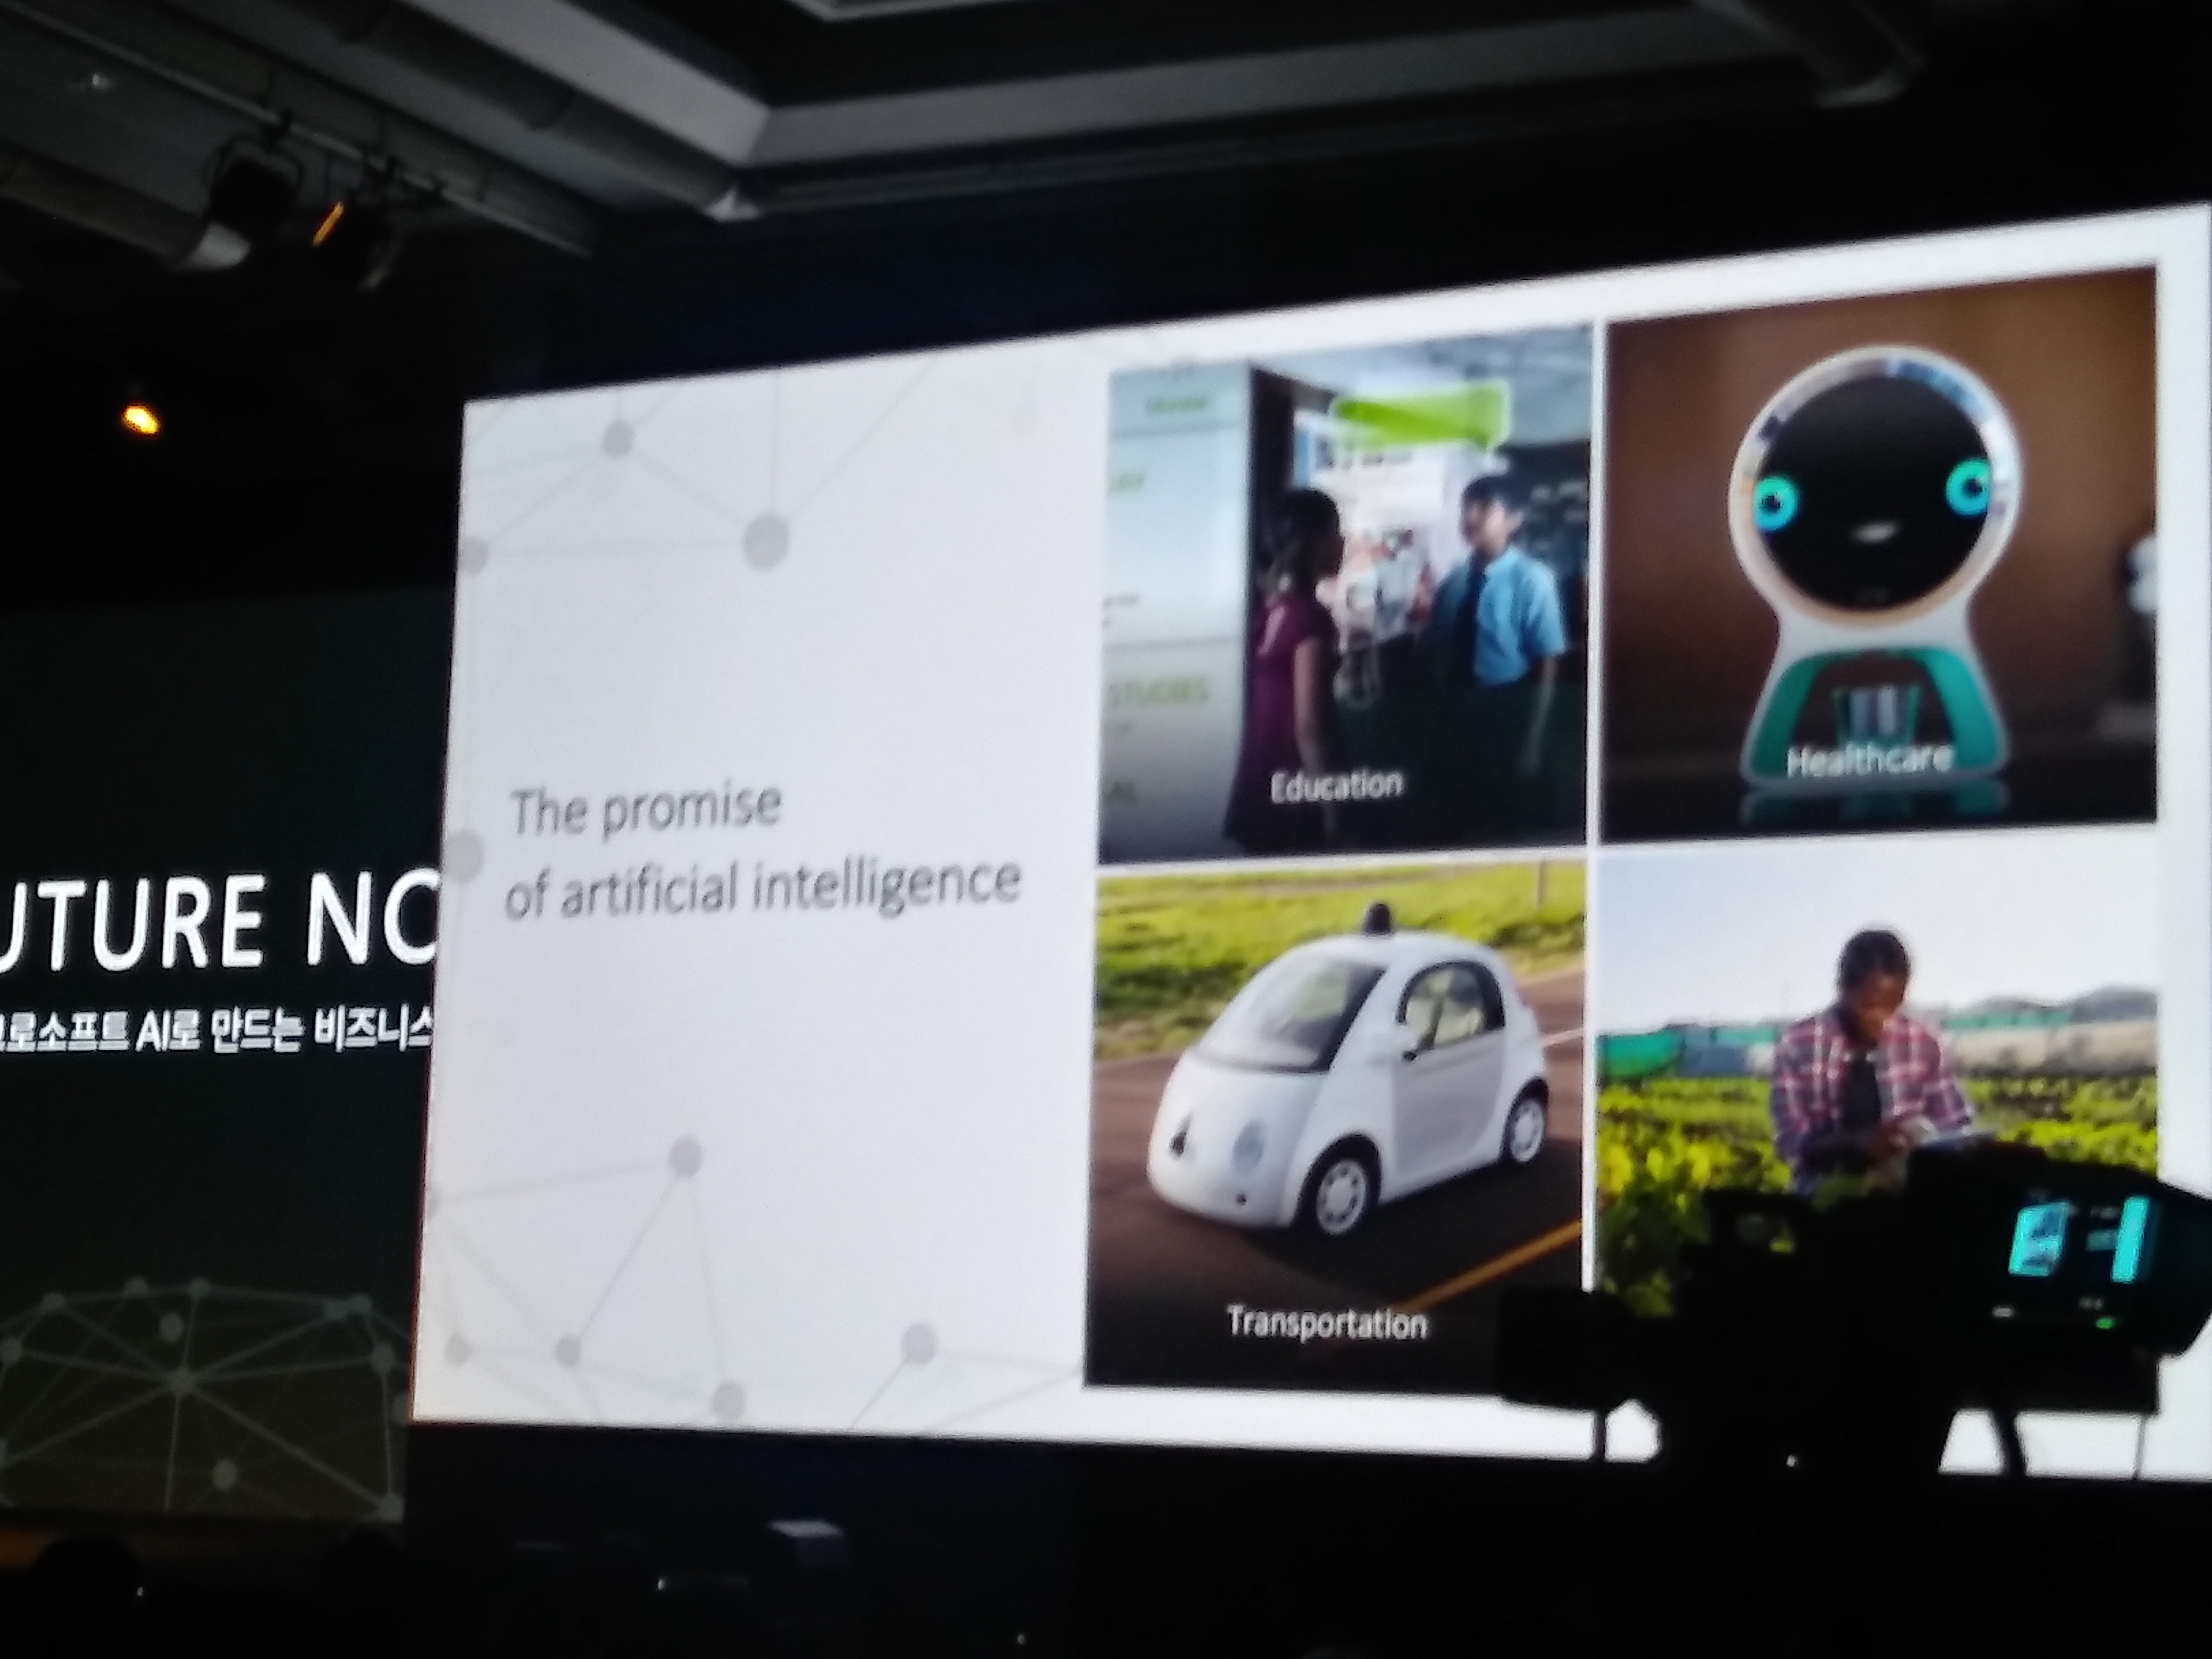 UTURE NO
로소프트 AI로 만드는 비즈니스
The promise
of artificial intelligence
Education
STUDIES
Healthcare
Transportation